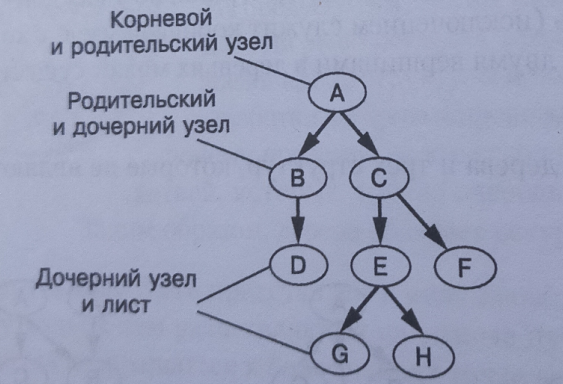 Корневой
и родительский узел
A
Родительский
и дочерний узел
B
C
D
E
F
Дочерний узел
и лист
G
H